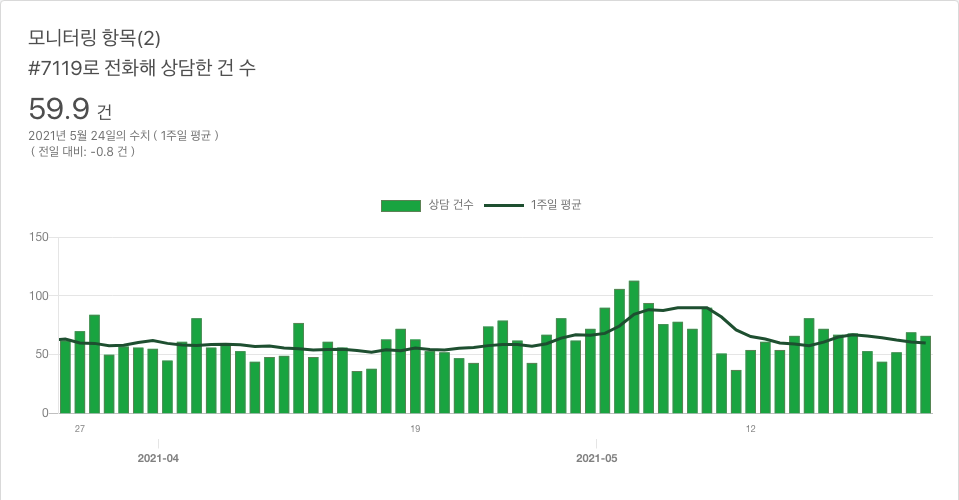 모니터링 항목(2)
#7119로 전화해 상담한 건 수
59.9 건
2021년 5월 24일의 수치 ( 1주일 평균 )
( 전일 대비: -0.8 건 )
상담 건수 1주일 평균
150
100
50
0
27 19 12
2021-04 2021-05